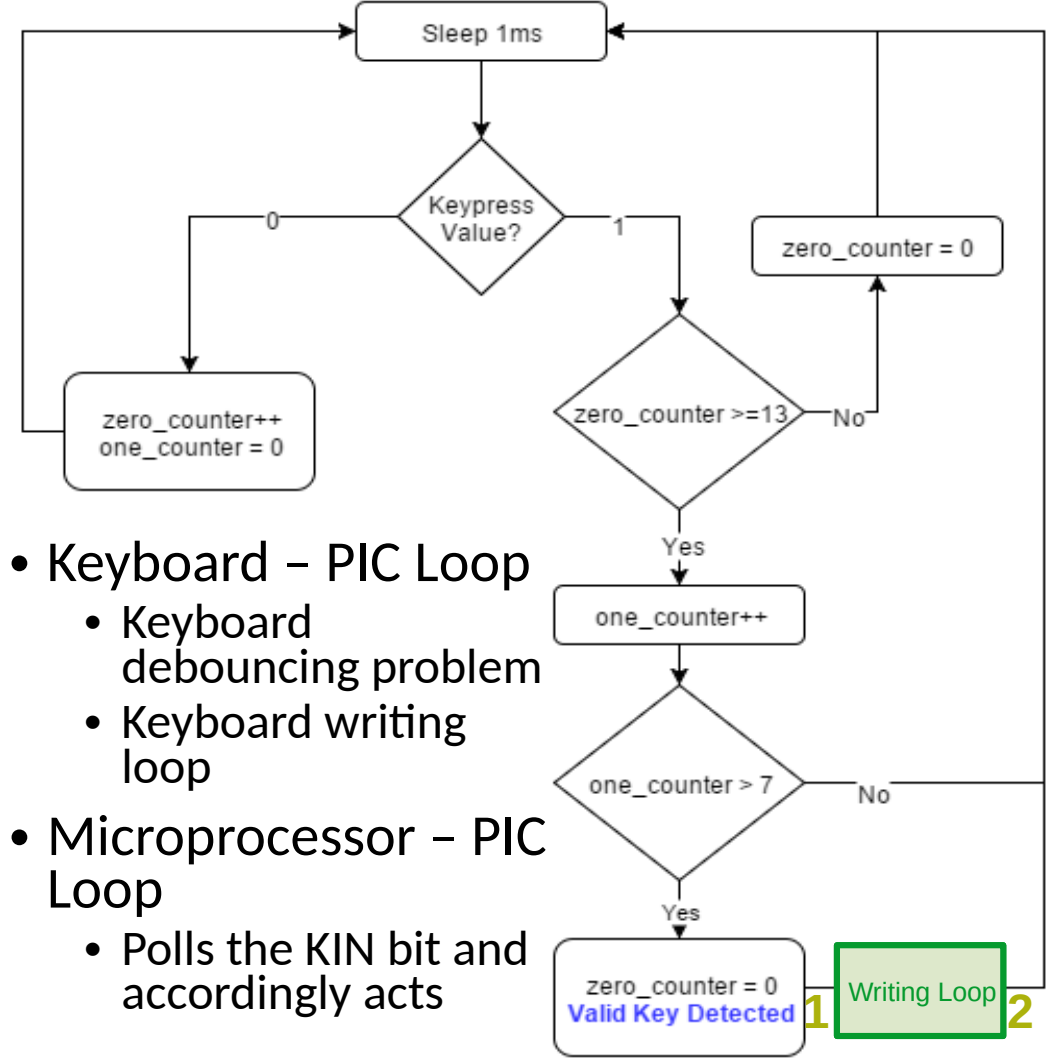 Sleep 1ms
Keypress
Value?
0
1
zero_counter = 0
zero_counter++
one_counter = 0
zero_counter >=13
No
Yes
one_counter++
one_counter > 7
No
Yes
zero_counter = 0
Valid Key Detected
1
Writing Loop
2
• Keyboard – PIC Loop
• Keyboard
debouncing problem
• Keyboard writing
loop
• Microprocessor – PIC
Loop
• Polls the KIN bit and
accordingly acts